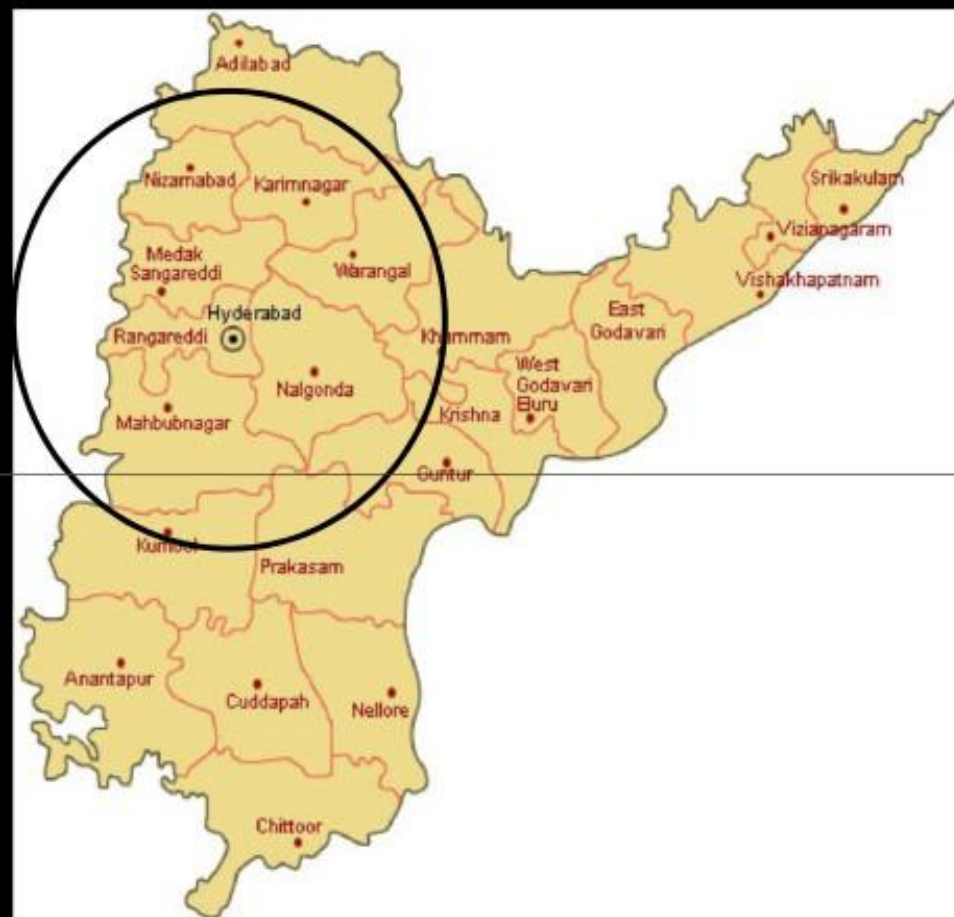 Adilabad
Nizamabad
Karimnagar
Srikakulam
Vizianagaram
Medak
Sangareddi
Warangal
Vishakhapatnam
Hyderabad
East
Godavari
Rangareddi
Khammam
West
Godavari
Eluru
Nalgonda
Krishna
Mahbubnagar
Guntur
Prakasam
Anantapur
Cuddapah
Nellore
Chittoor